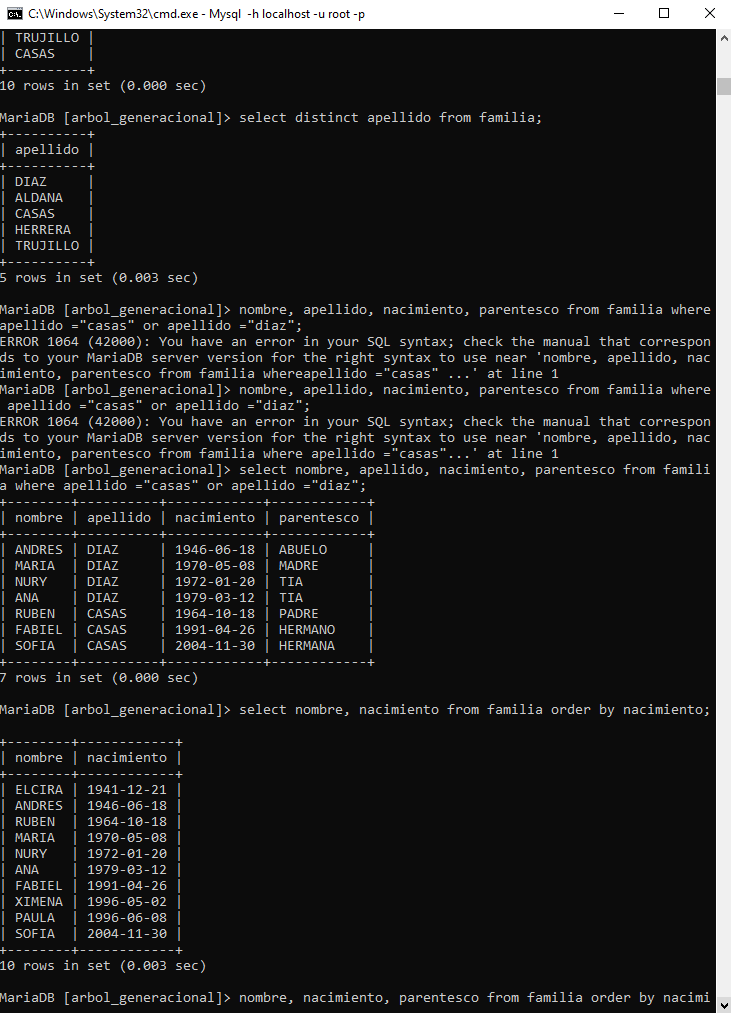 C:\Windows\System32\cmd.exe - Mysql  -h localhost -u root -p
| TRUJILLO |
| CASAS    |
+----------+
10 rows in set (0.000 sec)

MariaDB [arbol_generacional]> select distinct apellido from familia;
+----------+
| apellido |
+----------+
| DIAZ     |
| ALDANA   |
| CASAS    |
| HERRERA  |
| TRUJILLO |
+----------+
5 rows in set (0.003 sec)

MariaDB [arbol_generacional]> nombre, apellido, nacimiento, parentesco from familia where
apellido ="casas" or apellido ="diaz";
ERROR 1064 (42000): You have an error in your SQL syntax; check the manual that correspon
ds to your MariaDB server version for the right syntax to use near 'nombre, apellido, nac
imiento, parentesco from familia whereapellido ="casas" ...' at line 1
MariaDB [arbol_generacional]> nombre, apellido, nacimiento, parentesco from familia where
 apellido ="casas" or apellido ="diaz";
ERROR 1064 (42000): You have an error in your SQL syntax; check the manual that correspon
ds to your MariaDB server version for the right syntax to use near 'nombre, apellido, nac
imiento, parentesco from familia where apellido ="casas"...' at line 1
MariaDB [arbol_generacional]> select nombre, apellido, nacimiento, parentesco from famili
a where apellido ="casas" or apellido ="diaz";
+--------+----------+------------+------------+
| nombre | apellido | nacimiento | parentesco |
+--------+----------+------------+------------+
| ANDRES | DIAZ     | 1946-06-18 | ABUELO     |
| MARIA  | DIAZ     | 1970-05-08 | MADRE      |
| NURY   | DIAZ     | 1972-01-20 | TIA        |
| ANA    | DIAZ     | 1979-03-12 | TIA        |
| RUBEN  | CASAS    | 1964-10-18 | PADRE      |
| FABIEL | CASAS    | 1991-04-26 | HERMANO    |
| SOFIA  | CASAS    | 2004-11-30 | HERMANA    |
+--------+----------+------------+------------+
7 rows in set (0.000 sec)

MariaDB [arbol_generacional]> select nombre, nacimiento from familia order by nacimiento;

+--------+------------+
| nombre | nacimiento |
+--------+------------+
| ELCIRA | 1941-12-21 |
| ANDRES | 1946-06-18 |
| RUBEN  | 1964-10-18 |
| MARIA  | 1970-05-08 |
| NURY   | 1972-01-20 |
| ANA    | 1979-03-12 |
| FABIEL | 1991-04-26 |
| XIMENA | 1996-05-02 |
| PAULA  | 1996-06-08 |
| SOFIA  | 2004-11-30 |
+--------+------------+
10 rows in set (0.003 sec)

MariaDB [arbol_generacional]> nombre, nacimiento, parentesco from familia order by nacimi